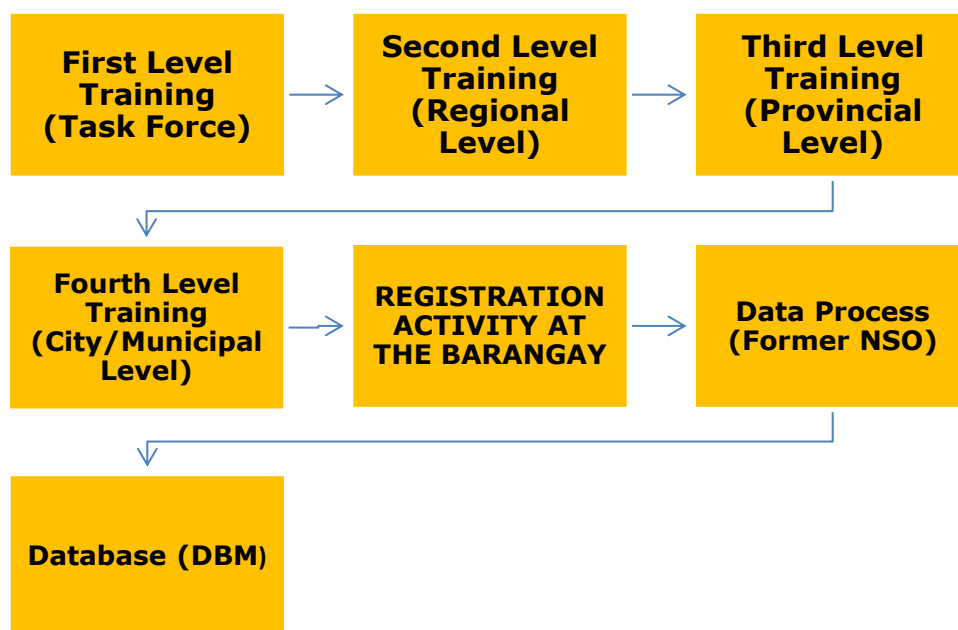 First Level
Training
(Task Force)
Second Level
Training
(Regional
Level)
Third Level
Training
(Provincial
Level)
Fourth Level
Training
(City/Municipal
Level)
REGISTRATION
ACTIVITY AT
THE BARANGAY
Data Process
(Former NSO)
Database (DBM)